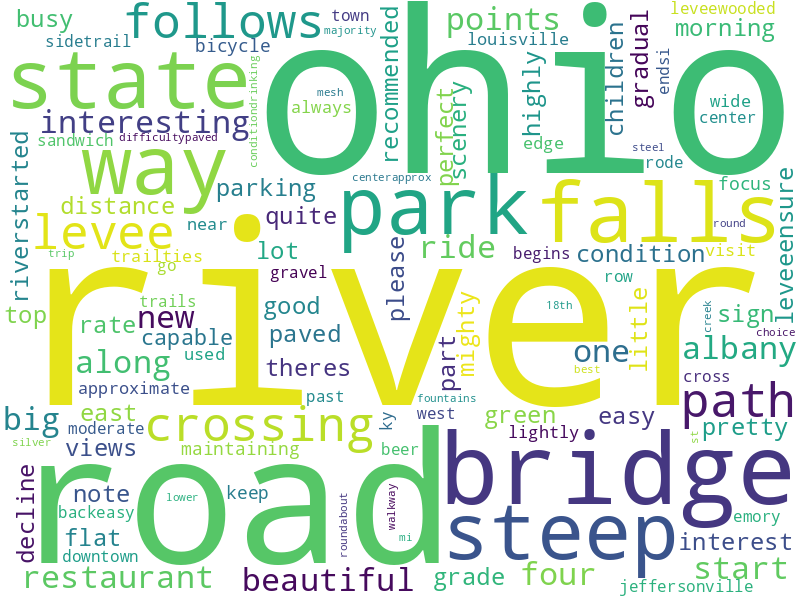 busy
follows
town
majority
points
leveewooded
morning
sidetrail
bicycle
louisville
state
ohio
conditiondrinking
recommended
mesh
always
scenery
perfect
highly
children
gradual
endsi
wide
center
interesting
sandwich
difficultypaved
edge
steel
rode
way
parking
centerapprox
park
falls
focus
riverstarted
distance
levee
near
quite
round
leveeensure
trip
trailties
go
lot
gravel
please
ride
begins
condition
visit
row
river
trails
top
rate
new
capable
used
good
paved
theres
part
mighty
18th
one
little
creek
sign
choice
albany
along
approximate
past
fountains
best
cross
path
big
east
moderate
crossing
ky
west
green
easy
lightly
st
pretty
silver
views
maintaining
beer
road
bridge
decline
note
backeasy
lower
keep
roundabout
walkway
steep
emory
flat
downtown
mi
interest
restaurant
beautiful
grade
four
start
jeffersonville